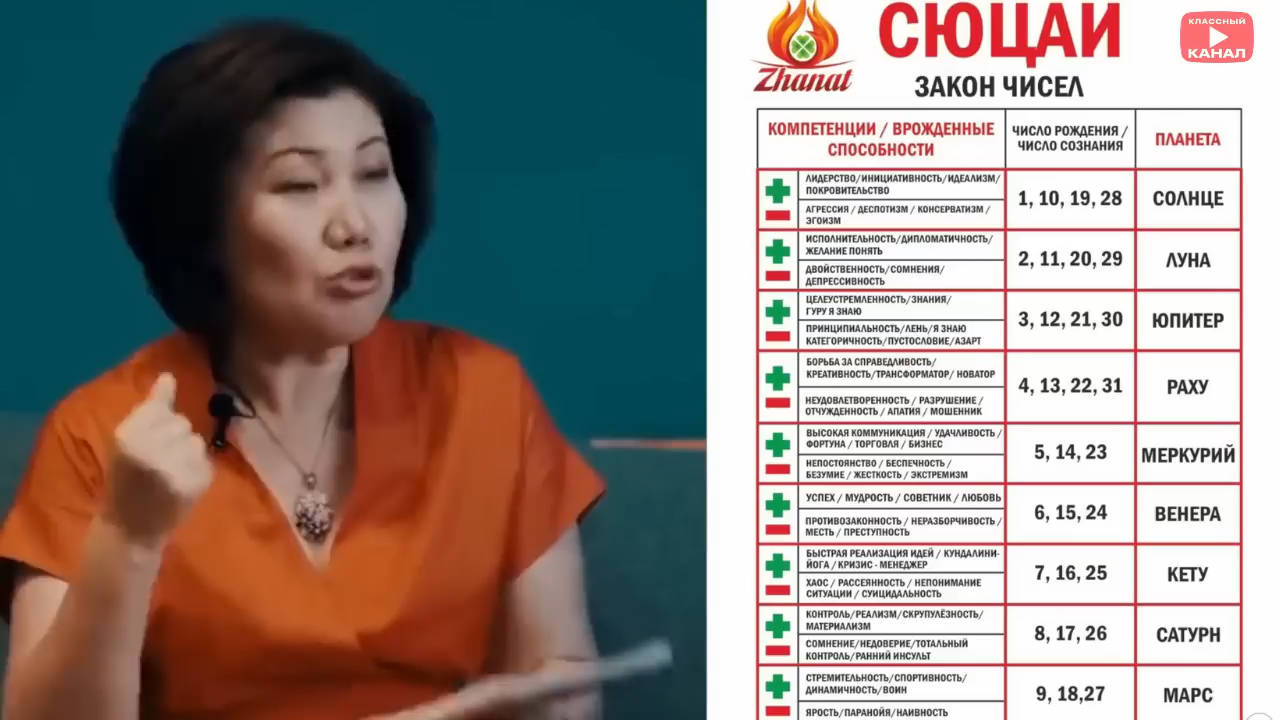 Zhanat
СЮЦАИ
ЗАКОН ЧИСЕЛ
КЛАССНЫЙ
КАНАЛ
КОМПЕТЕНЦИИ / ВРОЖДЕННЫЕ
СПОСОБНОСТИ
ЧИСЛО РОЖДЕНИЯ /
ЧИСЛО СОЗНАНИЯ
ПЛАНЕТА
ЛИДЕРСТВО/ИНИЦИАТИВНОСТЬ/ИДЕАЛИЗМ/
ПОКРОВИТЕЛЬСТВО
АГРЕССИЯ / ДЕСПОТИЗМ / КОНСЕРВАТИЗМ /
ЭГОИЗМ
1, 10, 19, 28
СОЛНЦЕ
ИСПОЛНИТЕЛЬНОСТЬ/ДИПЛОМАТИЧНОСТЬ/
ЖЕЛАНИЕ ПОНЯТЬ
ДВОЙСТВЕННОСТЬ/СОМНЕНИЯ/
ДЕПРЕССИВНОСТЬ
2, 11, 20, 29
ЛУНА
ЦЕЛЕУСТРЕМЛЕННОСТЬ/ЗНАНИЯ/
ГУРУ Я ЗНАЮ
ПРИНЦИПИАЛЬНОСТЬ/ЛЕНЬ/Я ЗНАЮ
КАТЕГОРИЧНОСТЬ/ПУСТОСЛОВИЕ/АЗАРТ
3, 12, 21, 30
ЮПИТЕР
БОРЬБА ЗА СПРАВЕДЛИВОСТЬ/
КРЕАТИВНОСТЬ/ТРАНСФОРМАТОР/ НОВАТОР
НЕУДОВЛЕТВОРЕННОСТЬ / РАЗРУШЕНИЕ /
ОТЧУЖДЕННОСТЬ / АПАТИЯ / МОШЕННИК
4, 13, 22, 31
РАХУ
ВЫСОКАЯ КОММУНИКАЦИЯ / УДАЧЛИВОСТЬ /
ФОРТУНА / ТОРГОВЛЯ / БИЗНЕС
НЕПОСТОЯНСТВО / БЕСПЕЧНОСТЬ /
БЕЗУМИЕ / ЖЕСТКОСТЬ / ЭКСТРЕМИЗМ
5, 14, 23
МЕРКУРИЙ
УСПЕХ / МУДРОСТЬ / СОВЕТНИК / ЛЮБОВЬ
ПРОТИВОЗАКОННОСТЬ / НЕРАЗБОРЧИВОСТЬ /
МЕСТЬ / ПРЕСТУПНОСТЬ
6, 15, 24
ВЕНЕРА
БЫСТРАЯ РЕАЛИЗАЦИЯ ИДЕЙ / КУНДАЛИНИ-
ЙОГА / КРИЗИС - МЕНЕДЖЕР
ХАОС / РАССЕЯННОСТЬ / НЕПОНИМАНИЕ
СИТУАЦИИ / СУИЦИДАЛЬНОСТЬ
7, 16, 25
КЕТУ
КОНТРОЛЬ/РЕАЛИЗМ/СКРУПУЛЁЗНОСТЬ/
МАТЕРИАЛИЗМ
СОМНЕНИЕ/НЕДОВЕРИЕ/ТОТАЛЬНЫЙ
КОНТРОЛЬ/РАННИЙ ИНСУЛЬТ
8, 17, 26
САТУРН
СТРЕМИТЕЛЬНОСТЬ/СПОРТИВНОСТЬ/
ДИНАМИЧНОСТЬ/ВОИН
ЯРОСТЬ/ПАРАНОЙЯ/НАИВНОСТЬ
9, 18,27
МАРС